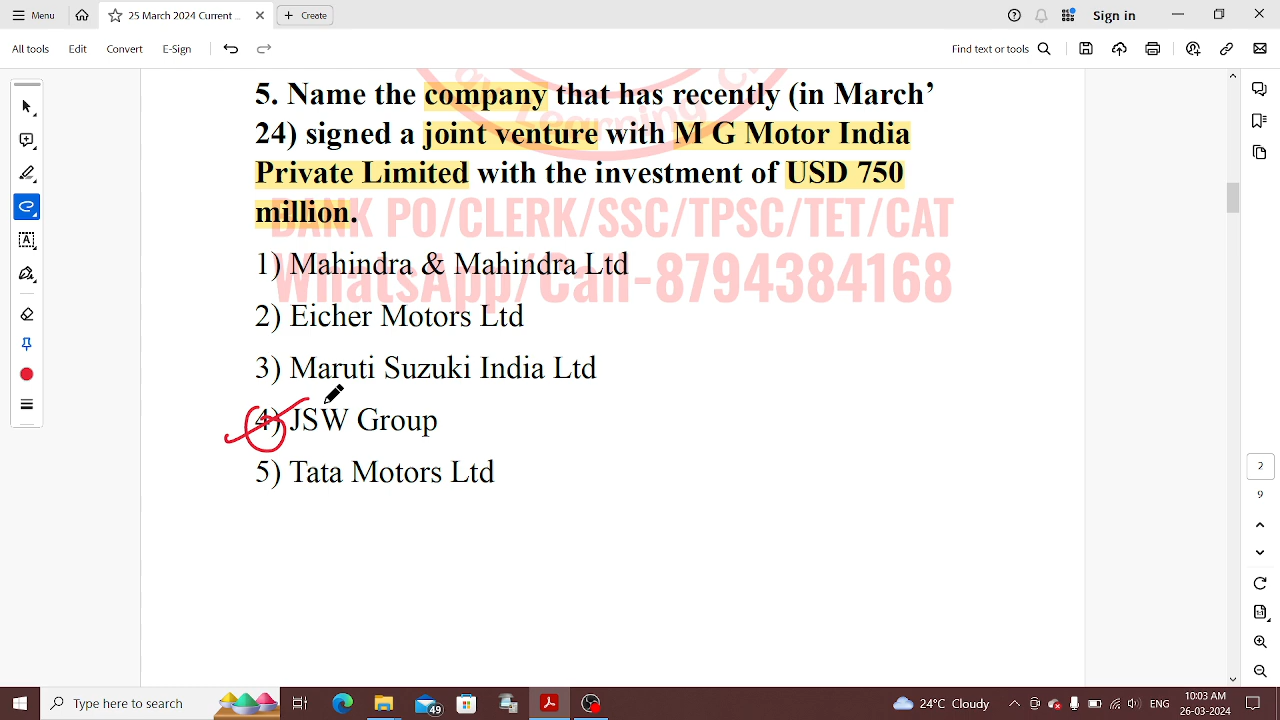 Menu
25 March 2024 Current ...
Create
Sign in
All tools Edit Convert E-Sign
Find text or tools
Learning
5. Name the company that has recently (in March’
24) signed a joint venture with M G Motor India
Private Limited with the investment of USD 750
million.
BANK PO/CLERK/SSC/TPSC/TET/CAT
1) Mahindra & Mahindra Ltd
WhatsApp/Call-8794384168
2) Eicher Motors Ltd
3) Maruti Suzuki India Ltd
4) JSW Group
5) Tata Motors Ltd
2
9
Type here to search
49
24°C Cloudy
ENG
10:03 AM
26-03-2024